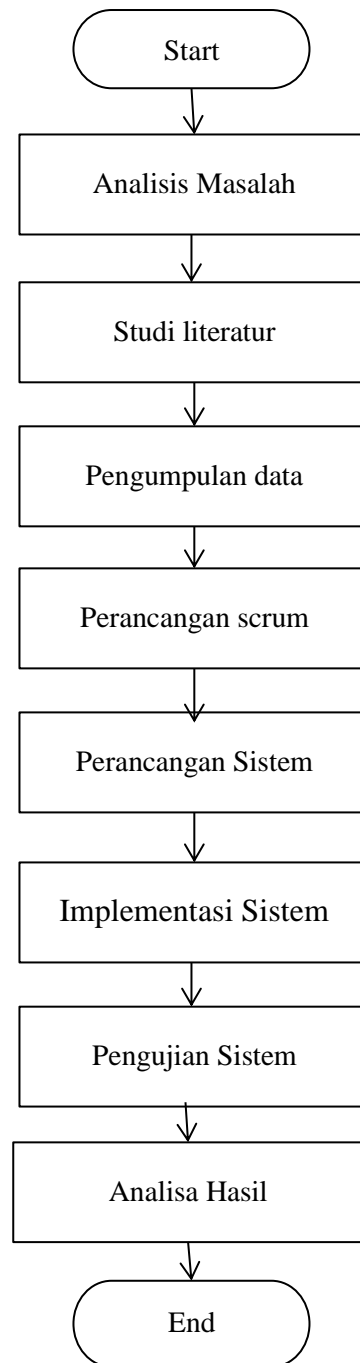 Start
Analisis Masalah
Studi literatur
Pengumpulan data
Perancangan scrum
Perancangan Sistem
Implementasi Sistem
Pengujian Sistem
Analisa Hasil
End